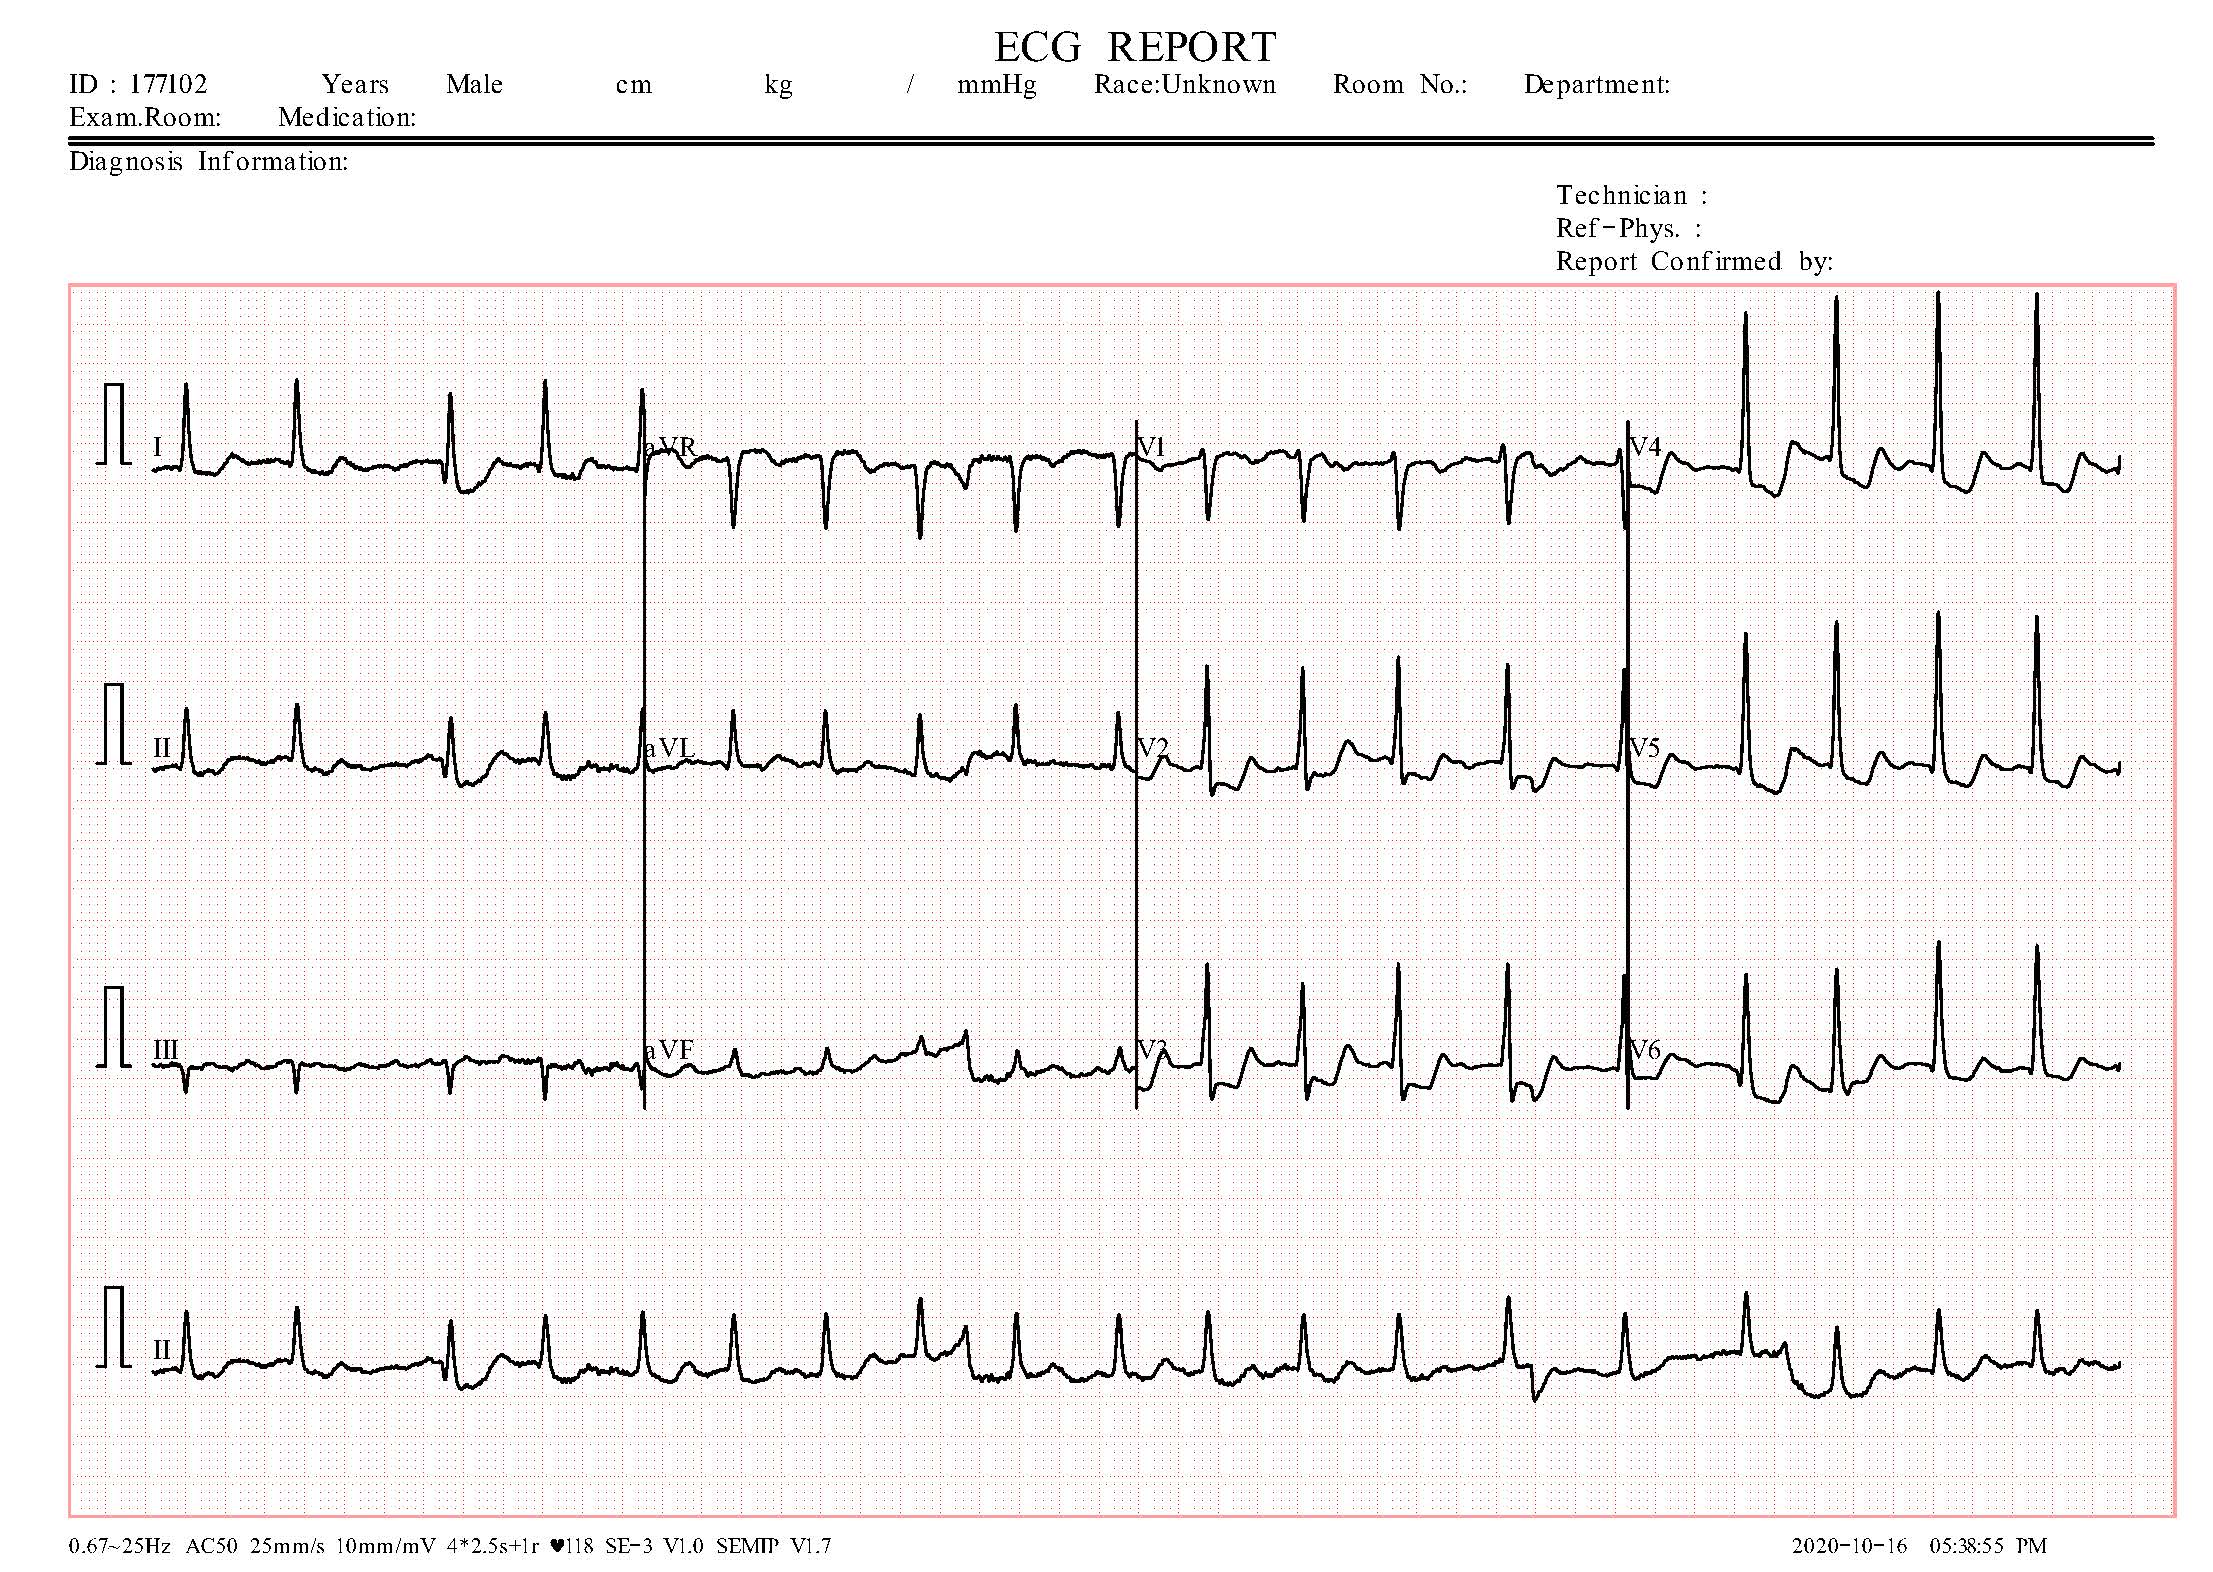 ECG REPORT
ID : 177102 Years Male cm kg / mmHg Race:Unknown Room No.: Department:
Exam.Room: Medication:
Diagnosis Information:
Technician :
Ref-Phys. :
Report Confirmed by:
I aVR V1 V4
II aVL V2 V5
III aVF V3 V6
II
0.67~25Hz AC50 25mm/s 10mm/mV 4*2.5s+1r ♥118 SE-3 V1.0 SEMIP V1.7 2020-10-16 05:38:55 PM